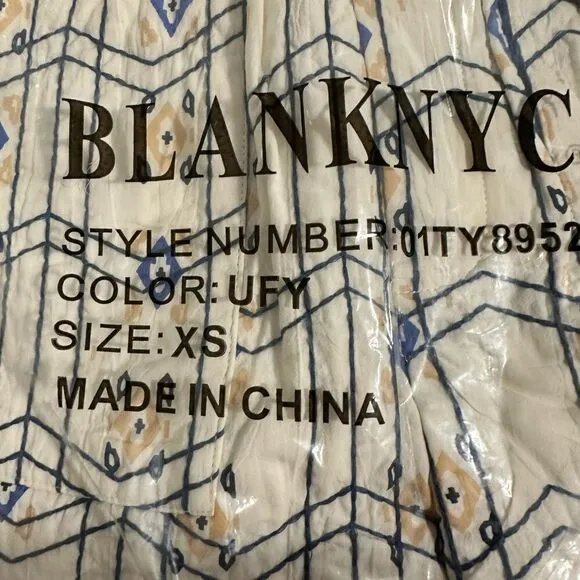 BLANKNYC
STYLE NUMBER:01TY8952
COLOR: UFY
SIZE: XS
MADE IN CHINA